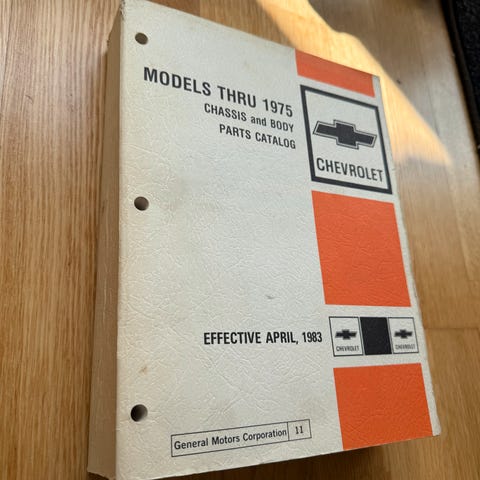 MODELS THRU 1975
CHASSIS and BODY
PARTS CATALOG
CHEVROLET
EFFECTIVE APRIL, 1983
CHEVROLET
CHEVROLET
General Motors Corporation 11